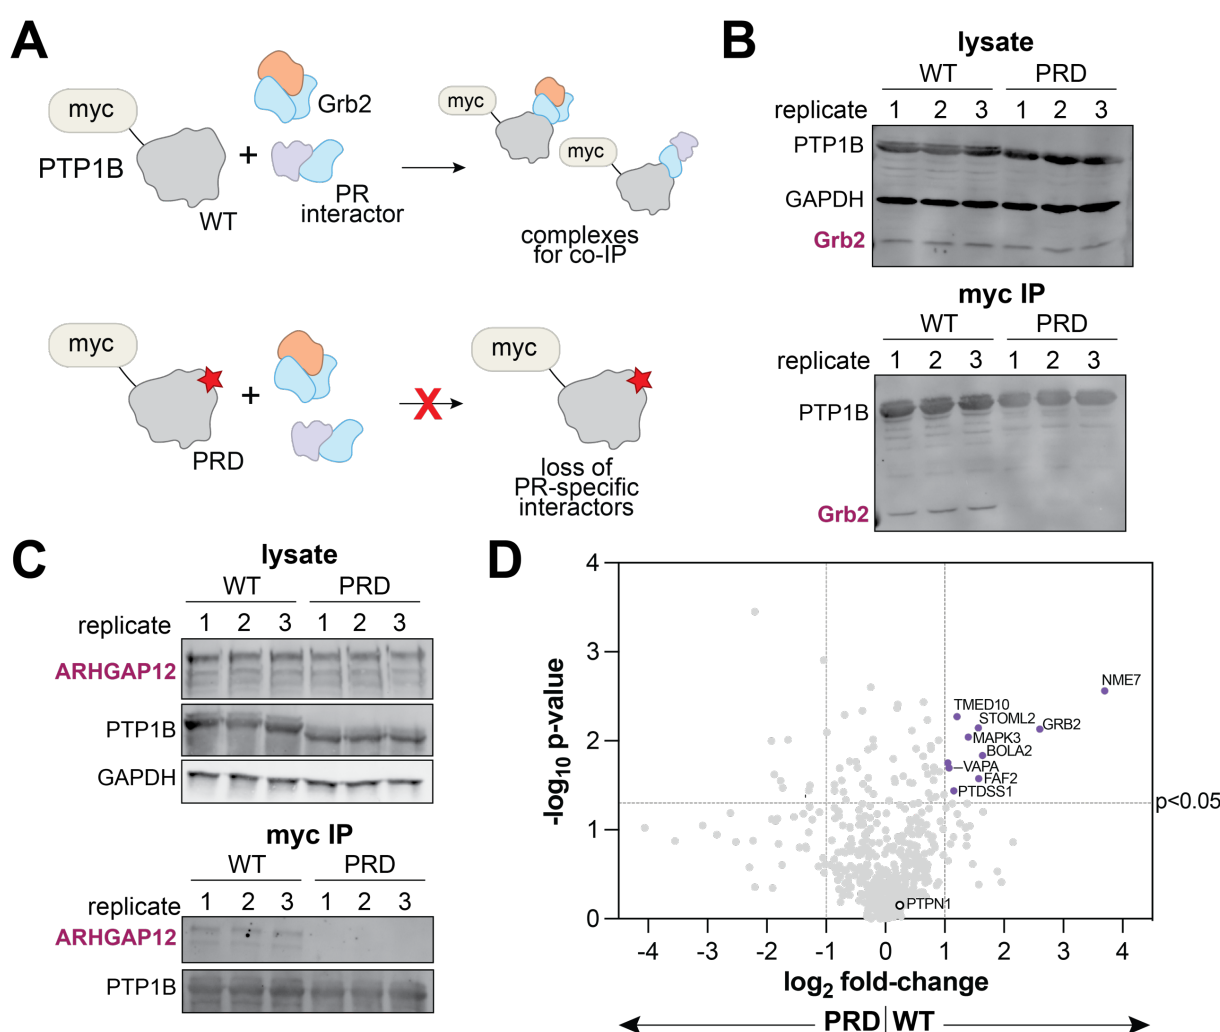 A
myc
PTP1B
WT
+
Grb2
PR
interactor
myc
myc
complexes
for co-IP
myc
PRD
+
X
myc
loss of
PR-specific
interactors
B
lysate
WT PRD
replicate 1 2 3 1 2 3
PTP1B
GAPDH
Grb2
myc IP
WT PRD
replicate 1 2 3 1 2 3
PTP1B
Grb2
C
lysate
WT PRD
replicate 1 2 3 1 2 3
ARHGAP12
PTP1B
GAPDH
myc IP
WT PRD
replicate 1 2 3 1 2 3
ARHGAP12
PTP1B
D
-log10 p-value
4
3
2
1
0
NME7
TMED10
STOML2
GRB2
MAPK3
BOLA2
VAPA
FAF2
PTDSS1
p<0.05
PTPN1
-4 -3 -2 -1 0 1 2 3 4
log2 fold-change
PRD WT